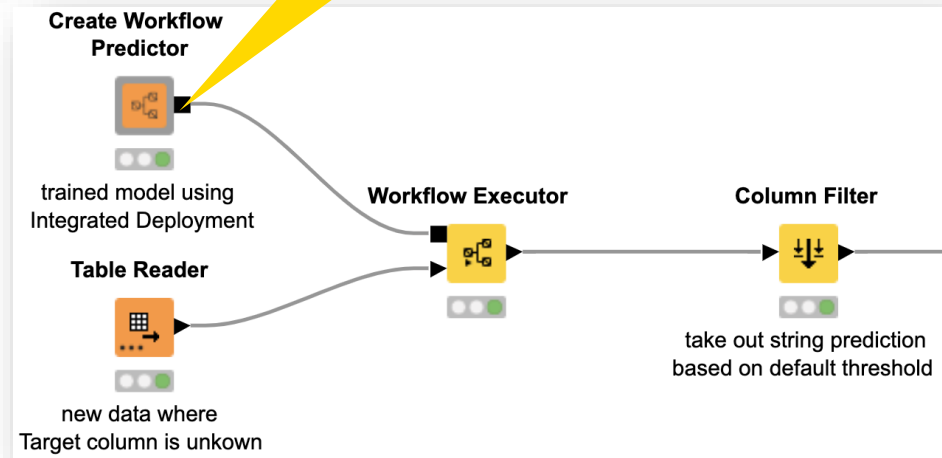 Create Workflow
Predictor
trained model using
Integrated Deployment
Table Reader
new data where
Target column is unkown
Workflow Executor
Column Filter
take out string prediction
based on default threshold